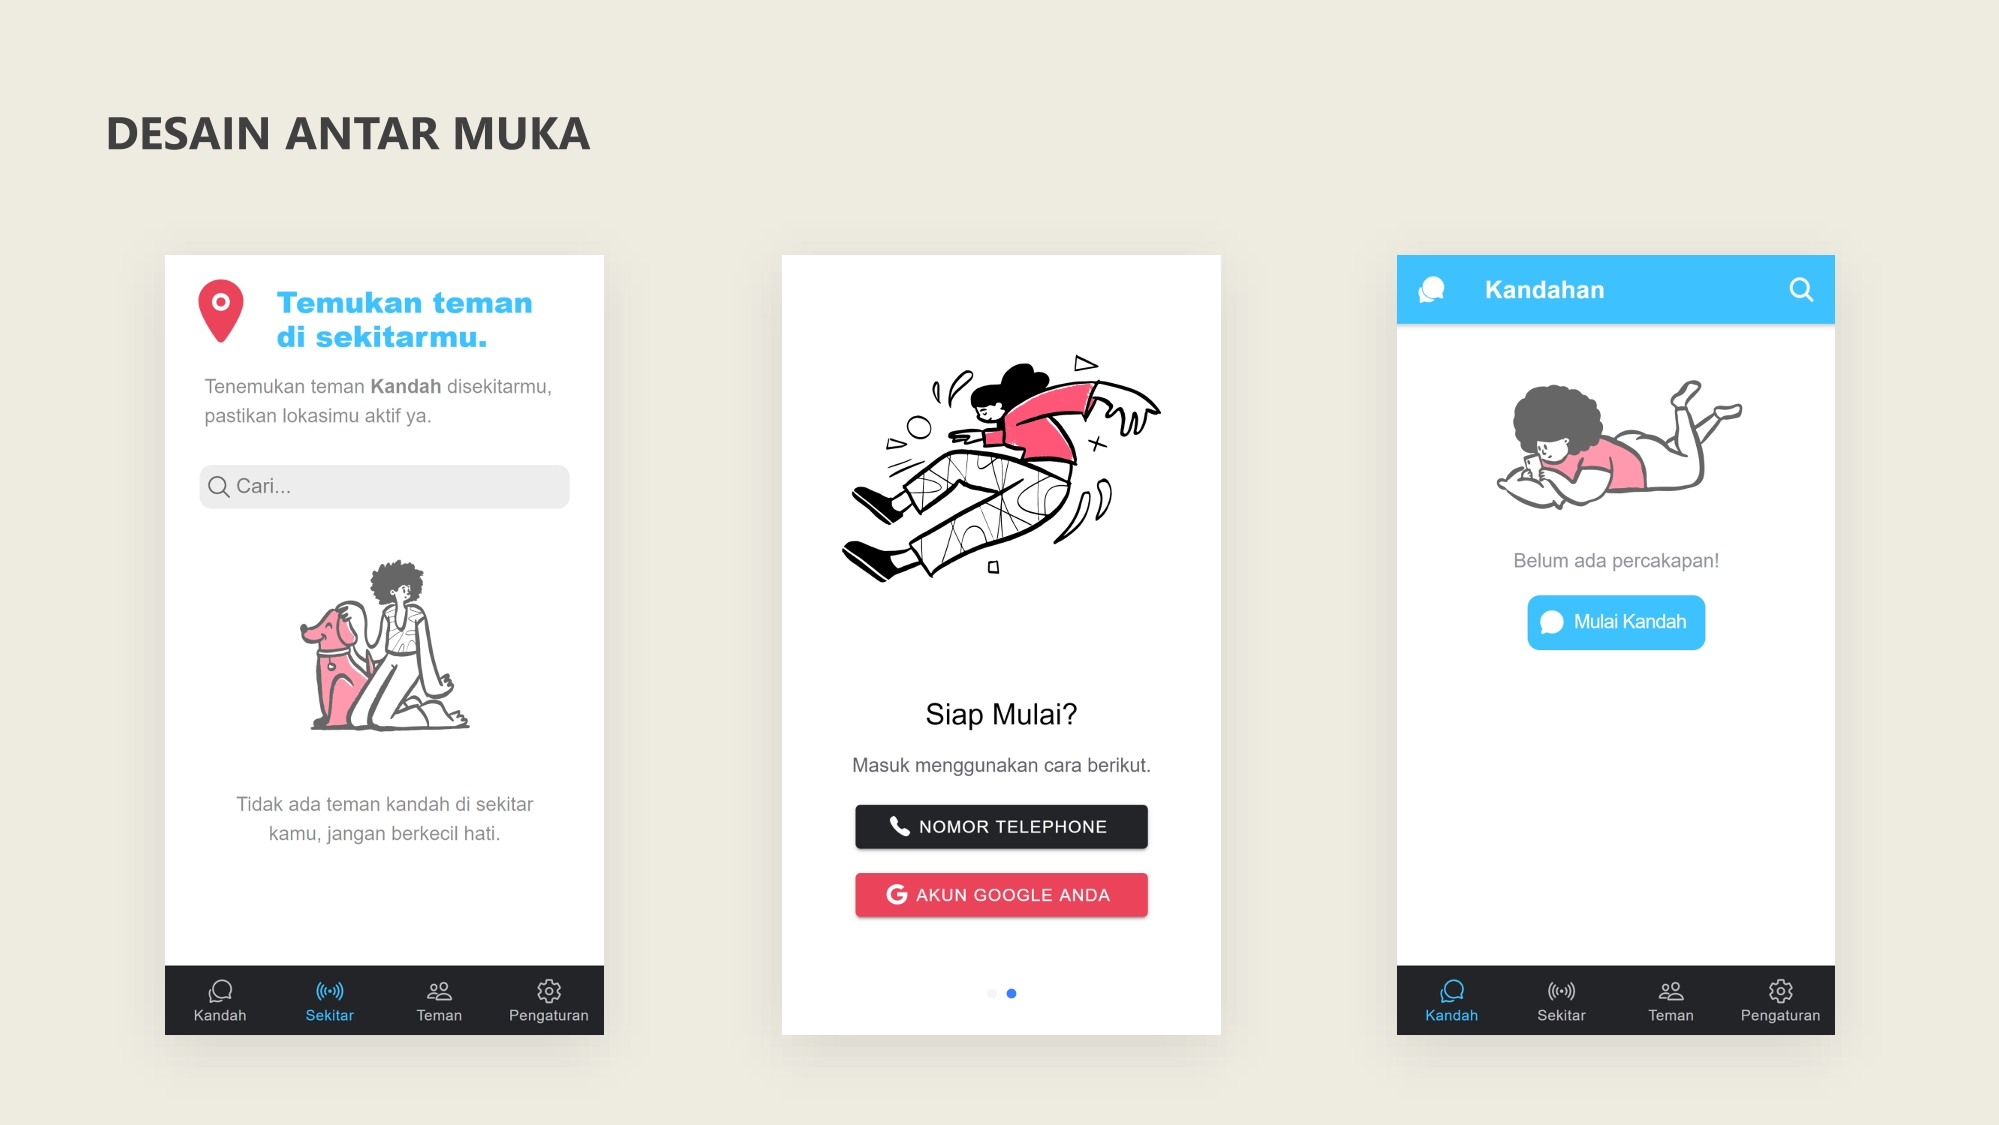 DESAIN ANTAR MUKA
Temukan teman
di sekitarmu.
Tenemukan teman Kandah disekitarmu,
pastikan lokasimu aktif ya.
Cari...
Tidak ada teman kandah di sekitar
kamu, jangan berkecil hati.
Kandah
Sekitar
Teman
Pengaturan
Siap Mulai?
Masuk menggunakan cara berikut.
NOMOR TELEPHONE
AKUN GOOGLE ANDA
Kandahan
Belum ada percakapan!
Mulai Kandah
Kandah
Sekitar
Teman
Pengaturan